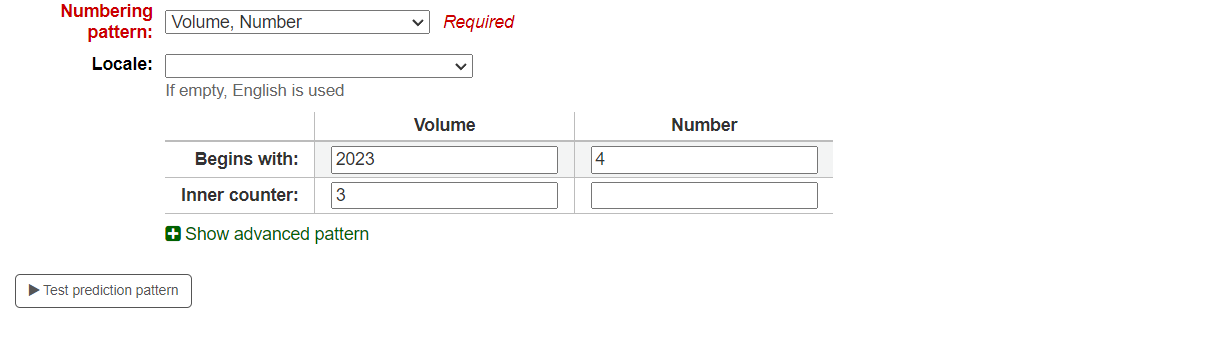 Numbering
pattern:
Volume, Number
Required
Locale:
If empty, English is used
Volume Number
Begins with: 2023 4
Inner counter: 3
Show advanced pattern
Test prediction pattern